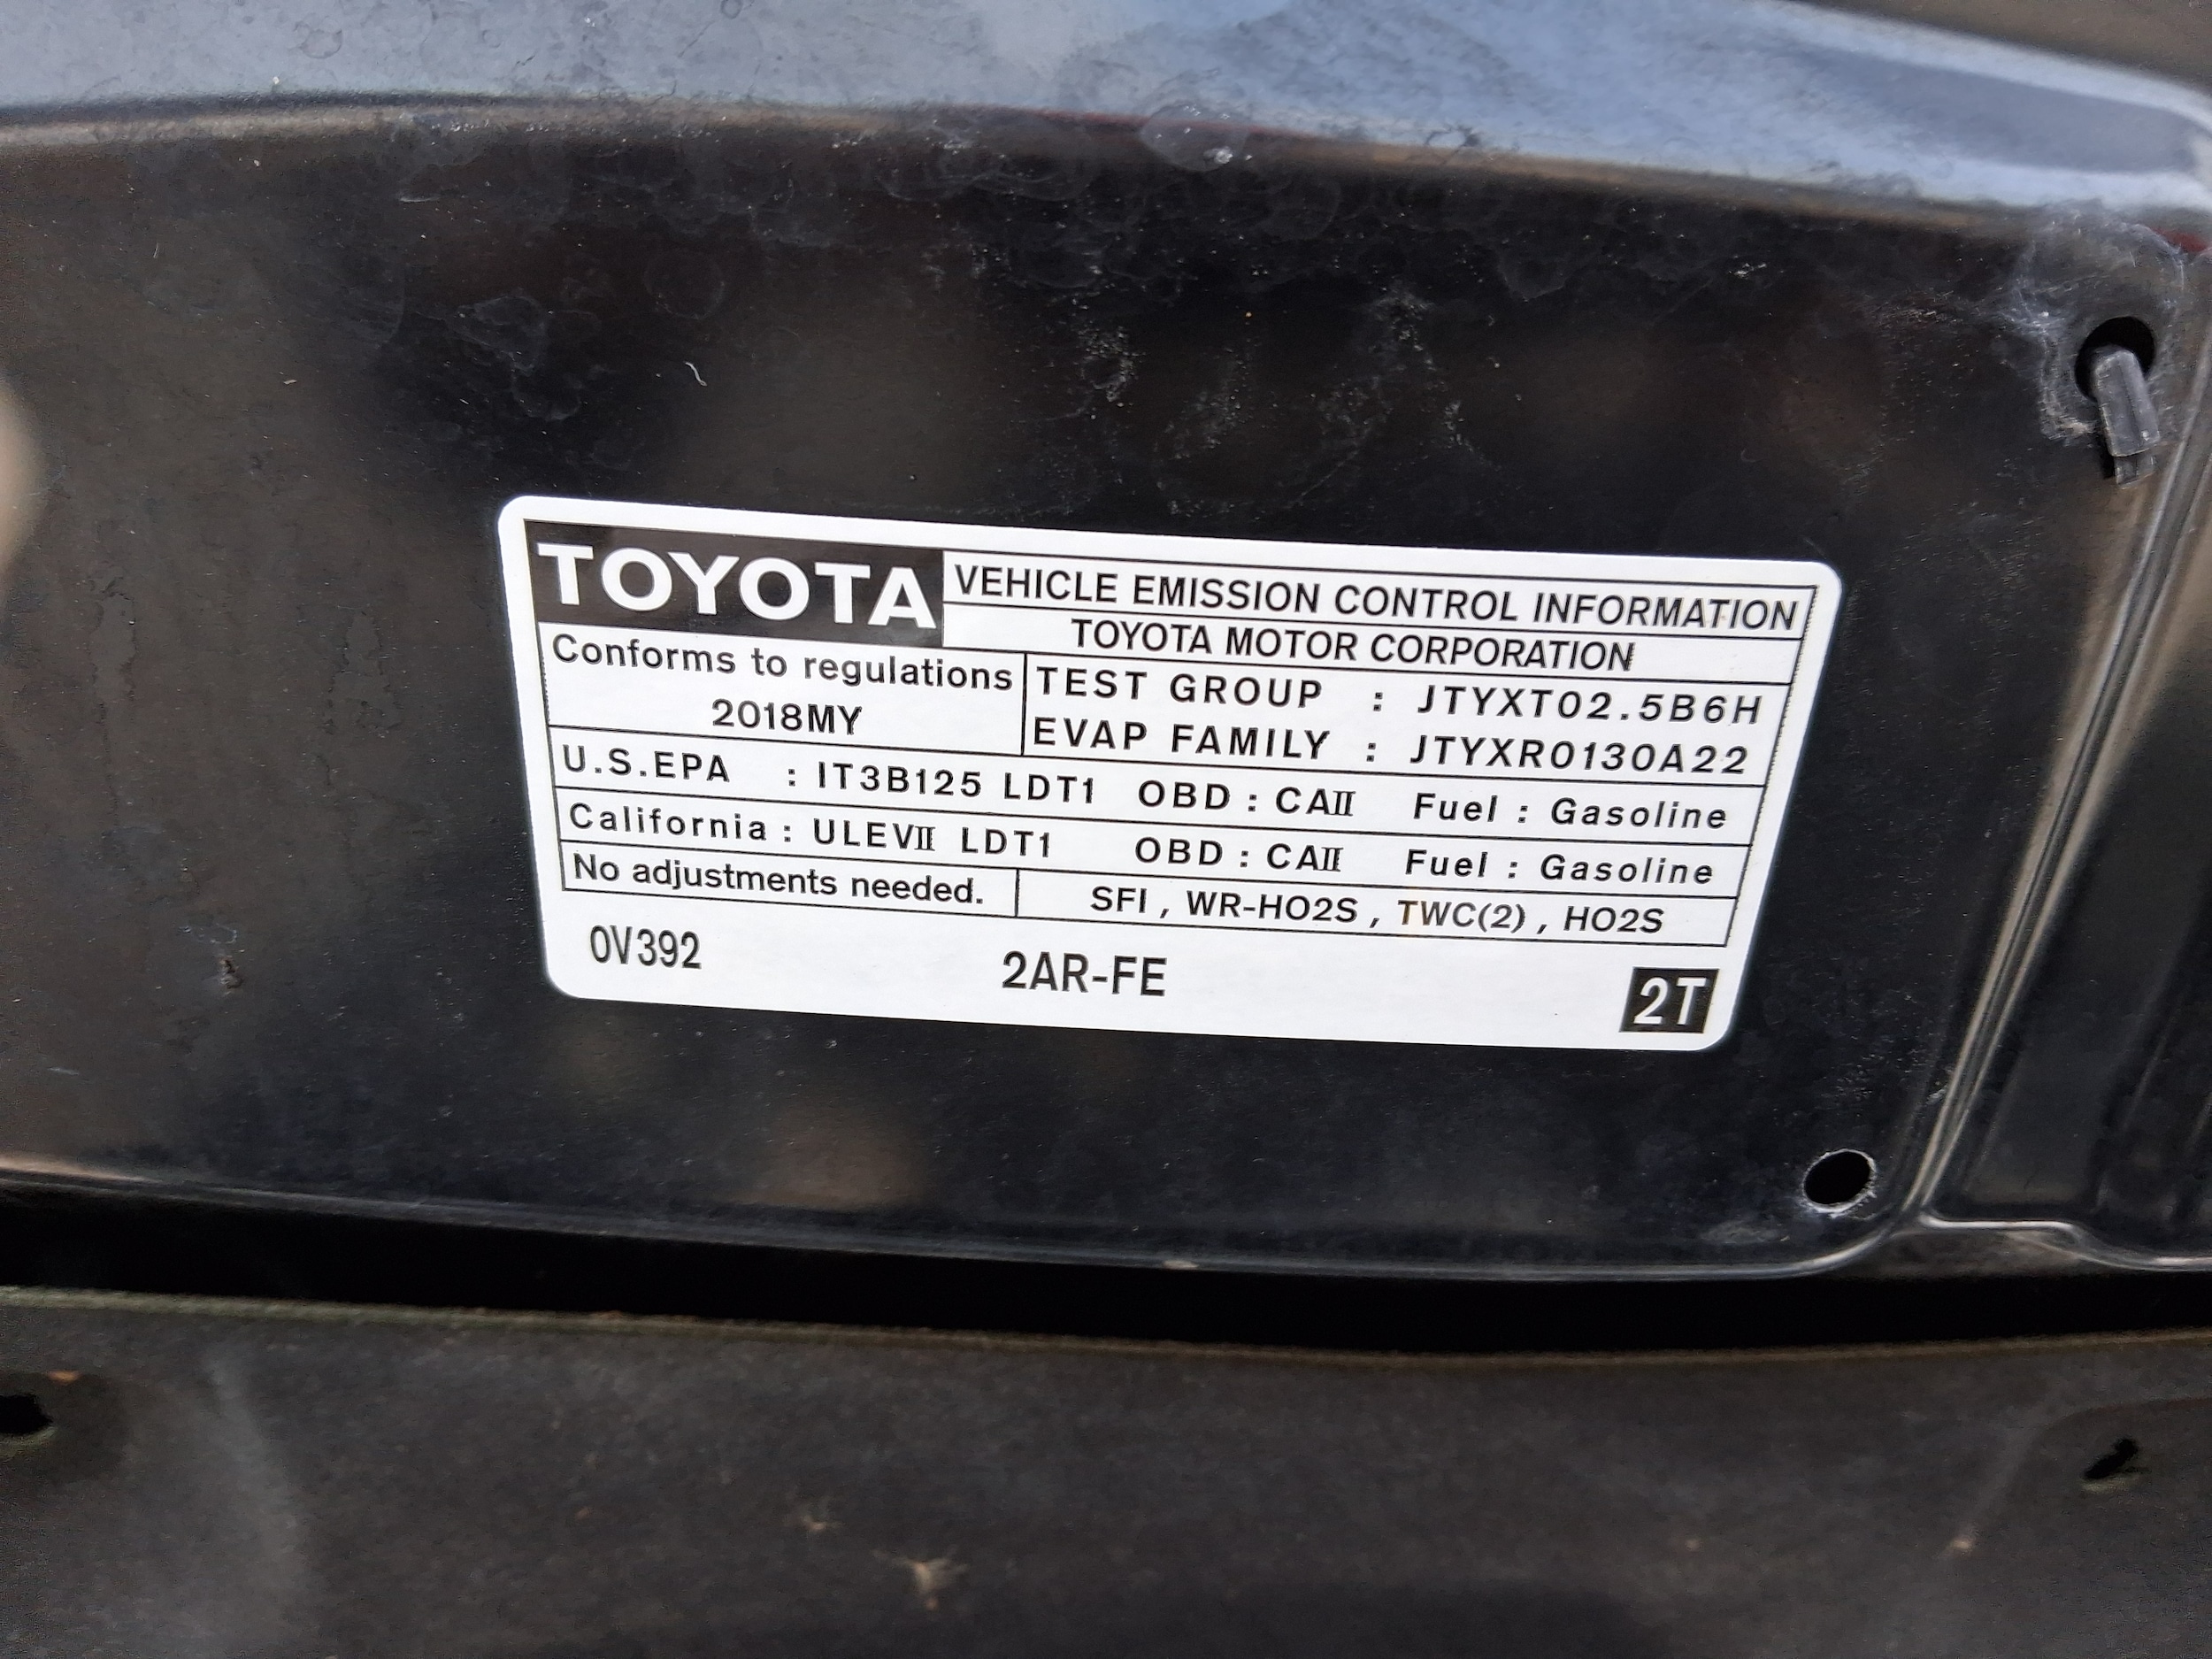 TOYOTA VEHICLE EMISSION CONTROL INFORMATION
TOYOTA MOTOR CORPORATION
Conforms to regulations
2018MY
TEST GROUP : JTYXT02.5B6H
EVAP FAMILY : JTYXR0130A22
U.S.EPA : IT3B125 LDT1 OBD : CAII Fuel : Gasoline
California : ULEVII LDT1 OBD : CAII Fuel : Gasoline
No adjustments needed. SFI , WR-HO2S , TWC(2) , HO2S
0V392 2AR-FE 2T